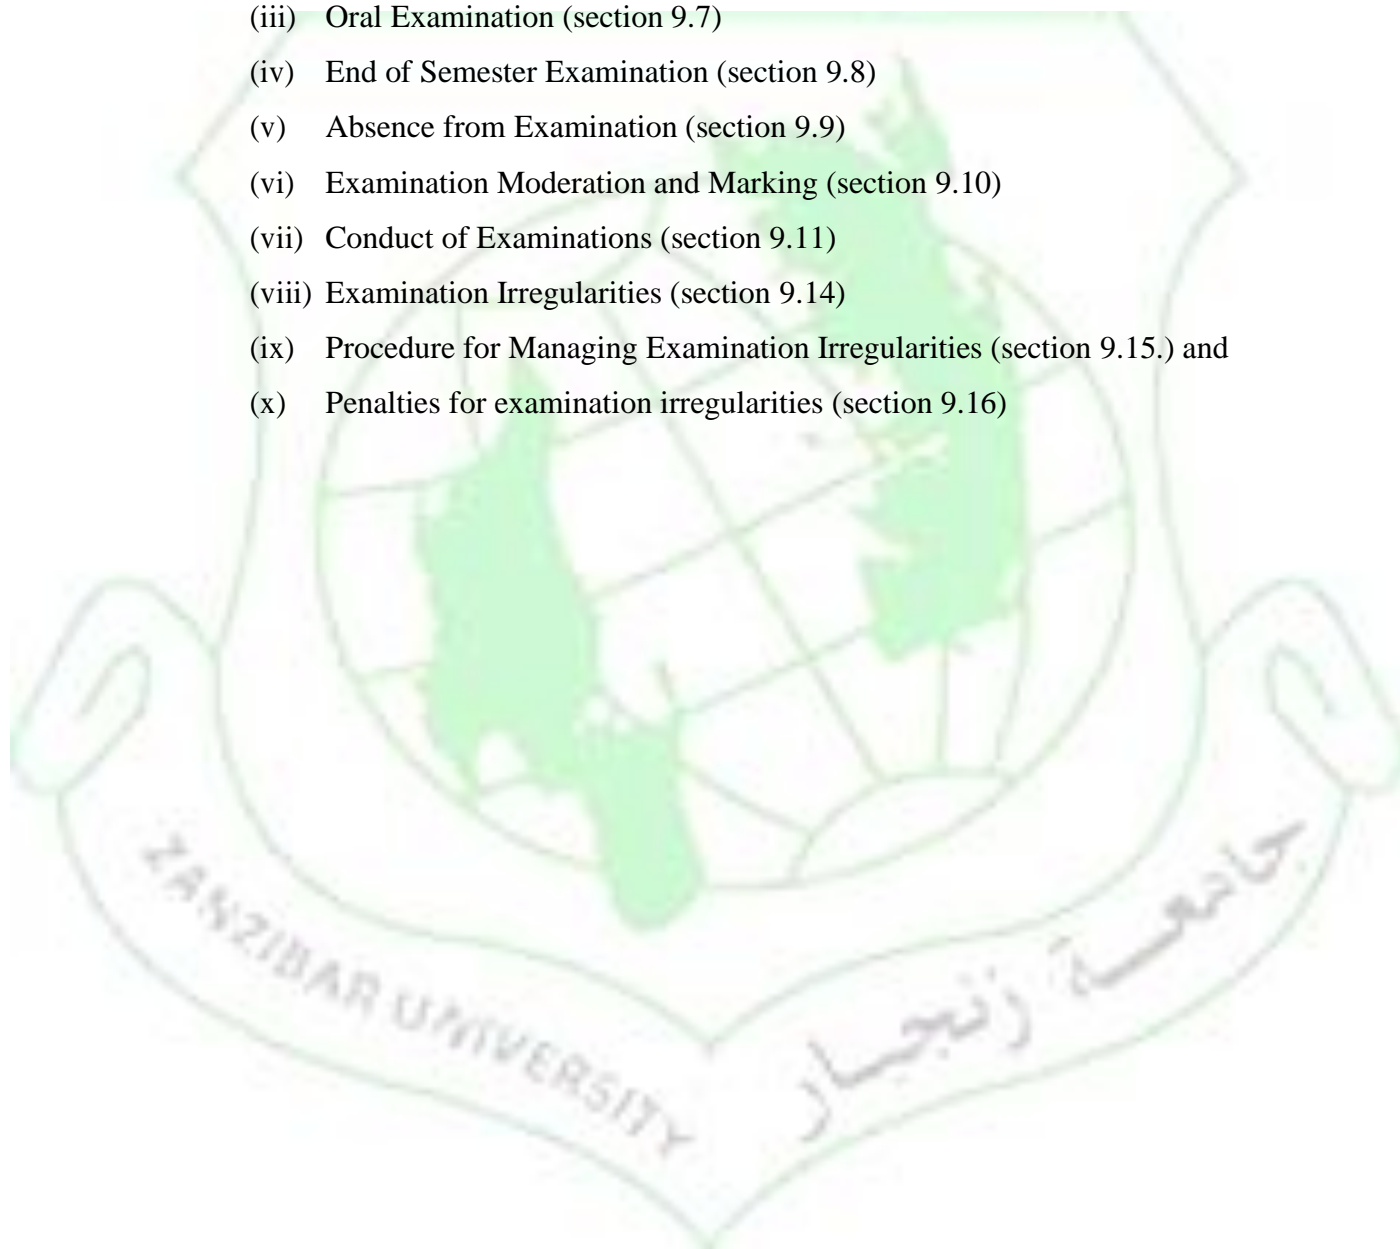 (iii) Oral Examination (section 9.7)
(iv) End of Semester Examination (section 9.8)
(v) Absence from Examination (section 9.9)
(vi) Examination Moderation and Marking (section 9.10)
(vii) Conduct of Examinations (section 9.11)
(viii) Examination Irregularities (section 9.14)
(ix) Procedure for Managing Examination Irregularities (section 9.15.) and
(x) Penalties for examination irregularities (section 9.16)
ZANZIBAR UNIVERSITY
جامعـة زنجبـار